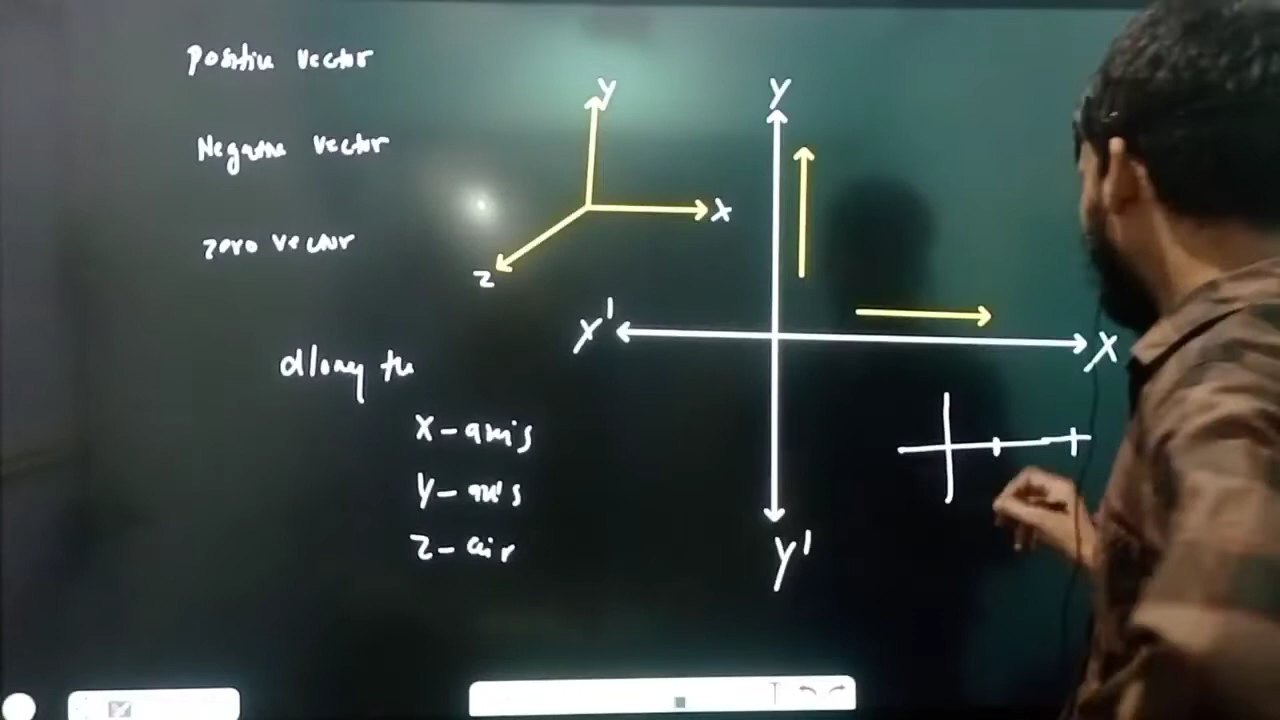 Positive vector
Negative vector
zero vector
along the
X-axis
Y-axis
Z-axis
Y
X
Z
Y
X'
X
Y'